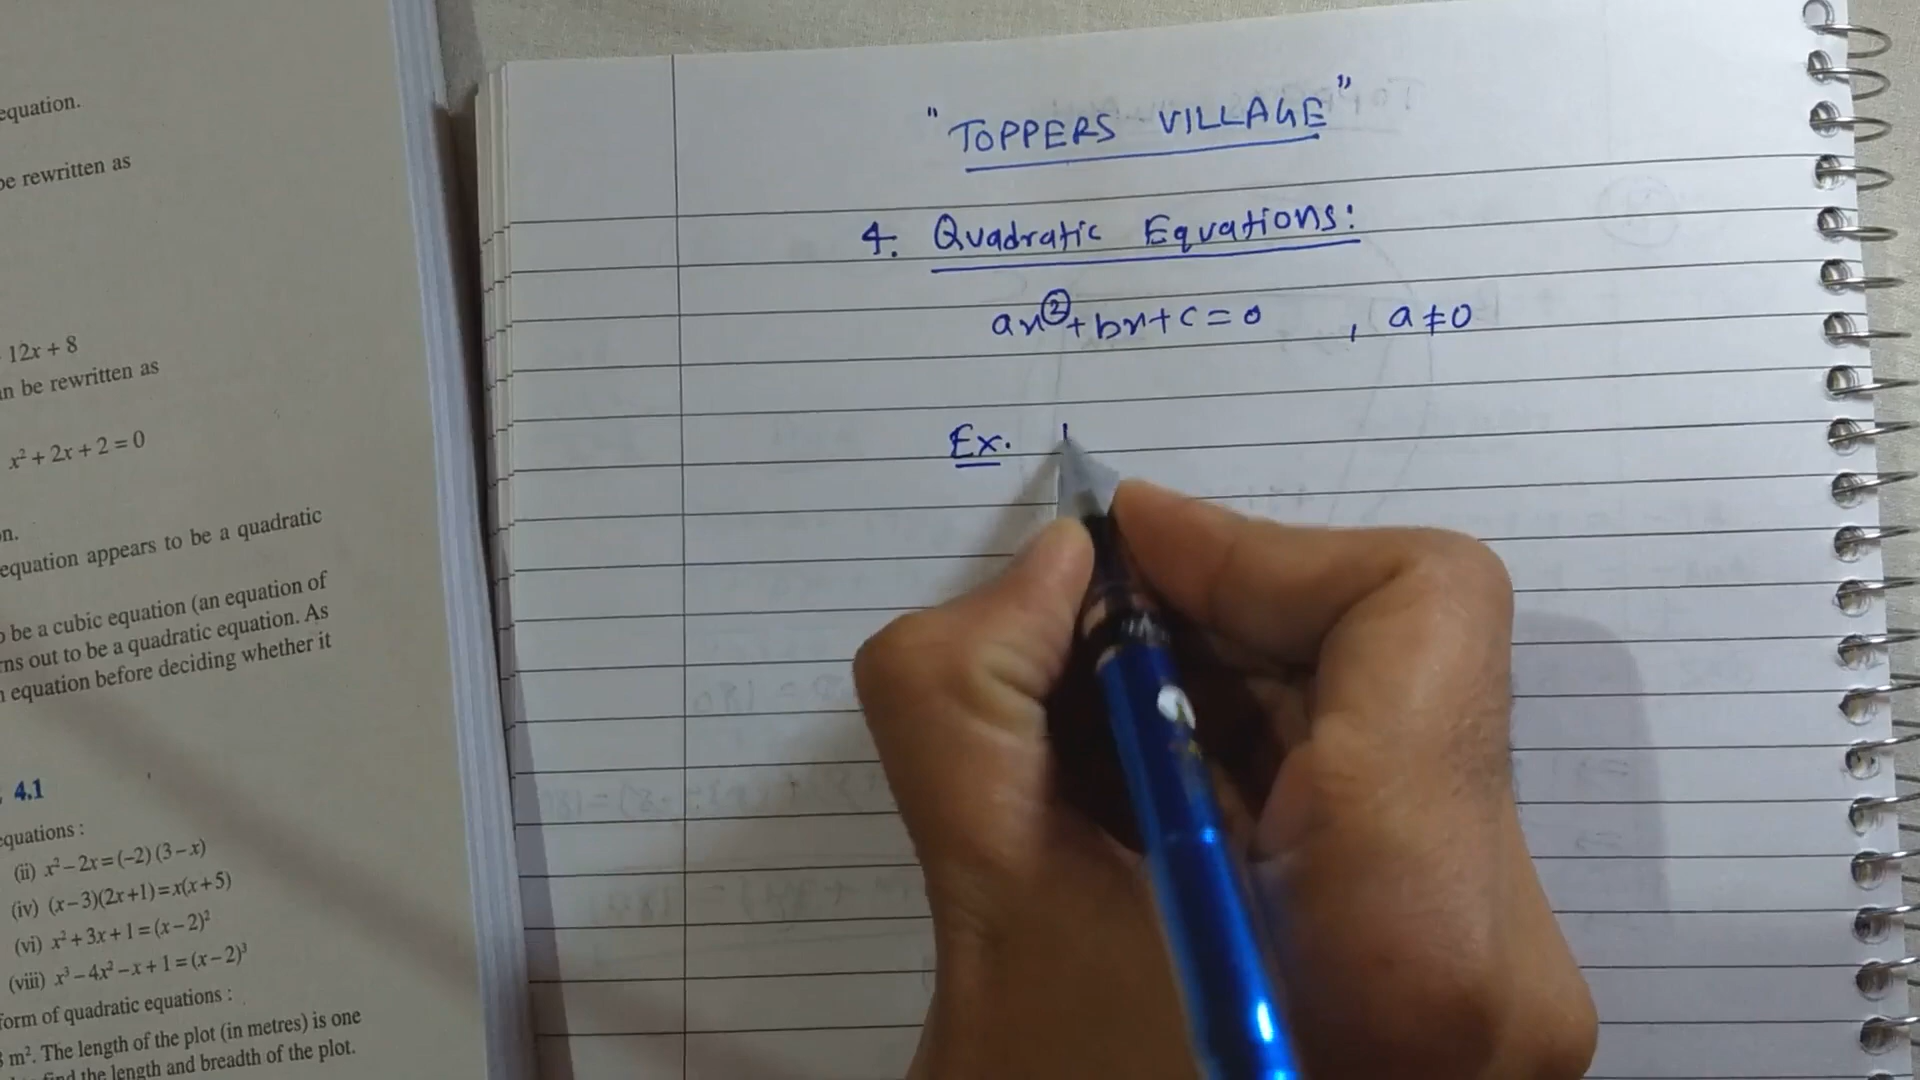 equation.
be rewritten as
12x + 8
be rewritten as
x² + 2x + 2 = 0
equation appears to be a quadratic
be a cubic equation (an equation of
out to be a quadratic equation. As
equation before deciding whether it
4.1
equations :
(ii) x² – 2x = (–2) (3 – x)
(iv) (x – 3)(2x + 1) = x(x + 5)
(vi) x² + 3x + 1 = (x – 2)²
(viii) x³ – 4x² – x + 1 = (x – 2)³
form of quadratic equations :
m². The length of the plot (in metres) is one
find the length and breadth of the plot.
"TOPPERS VILLAGE"
4. Quadratic Equations:
ax²+bx+c=0 , a≠0
Ex.